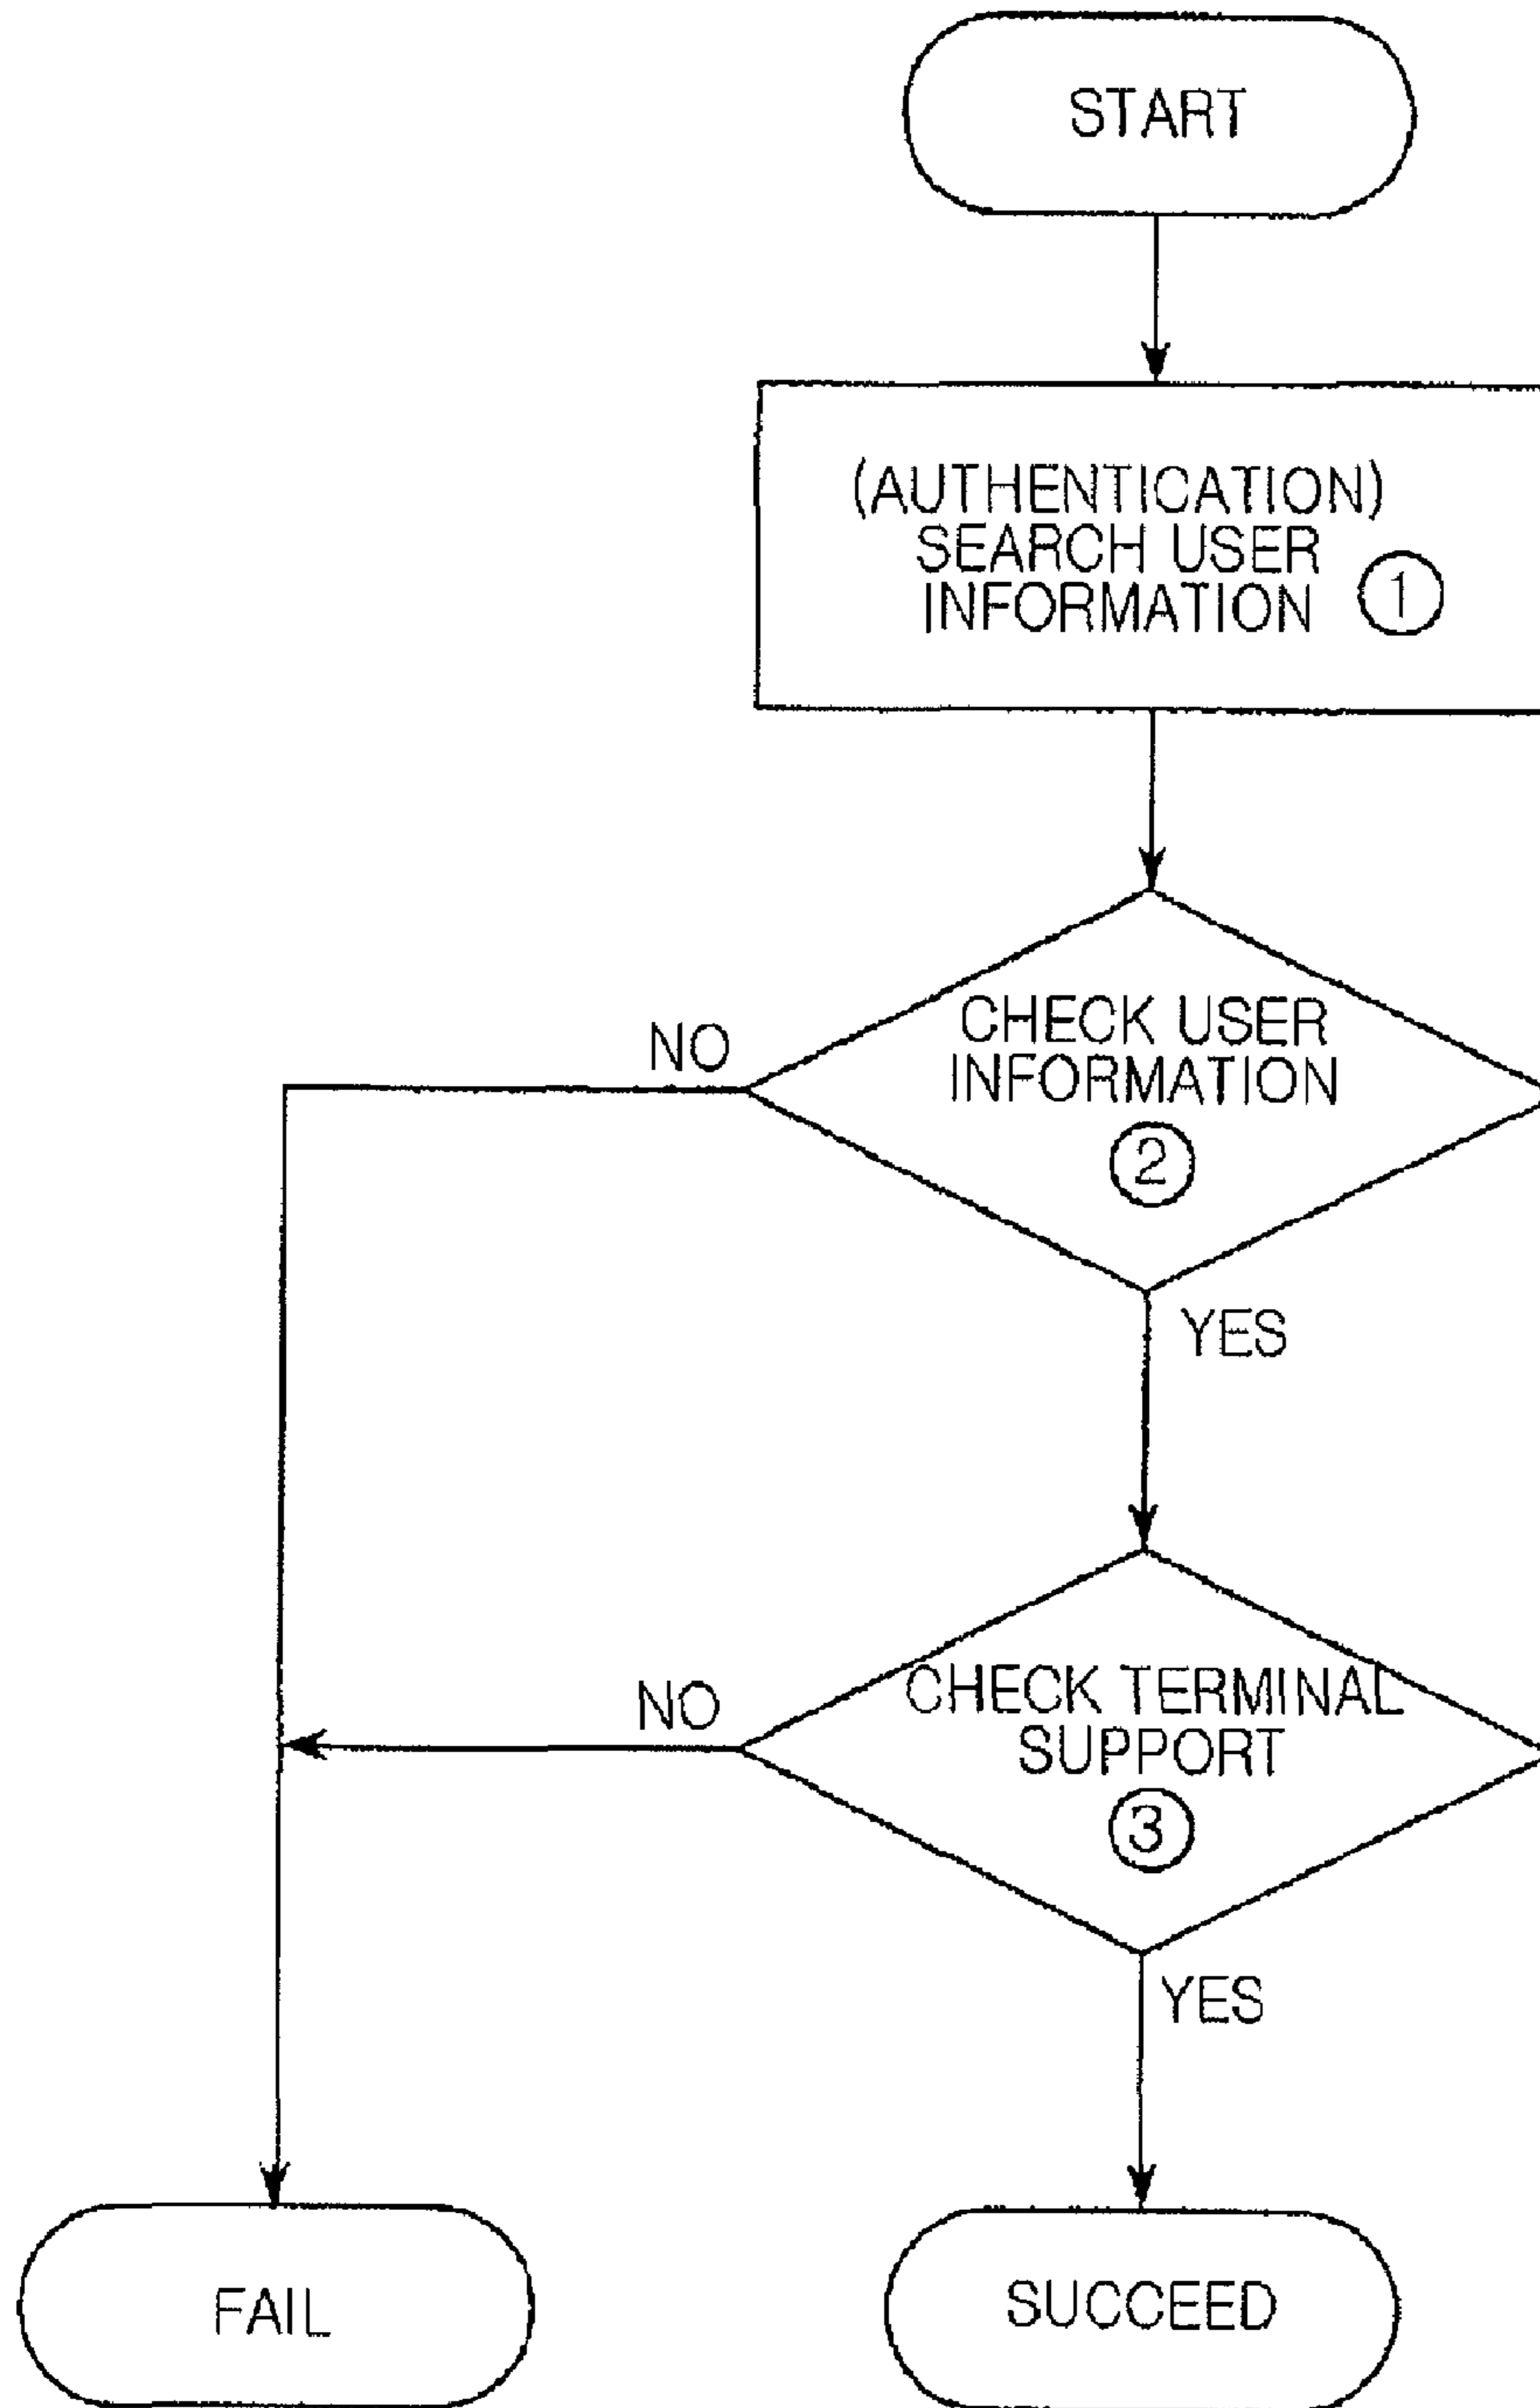 START
(AUTHENTICATION)
SEARCH USER
INFORMATION ①
CHECK USER
INFORMATION
②
NO
YES
CHECK TERMINAL
SUPPORT
③
NO
YES
FAIL
SUCCEED